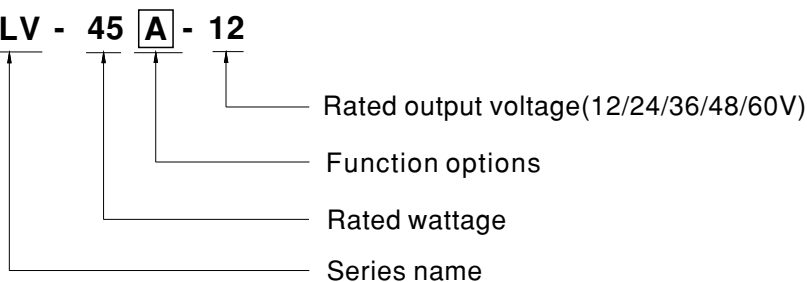 LV - 45 A - 12
Rated output voltage(12/24/36/48/60V)
Function options
Rated wattage
Series name